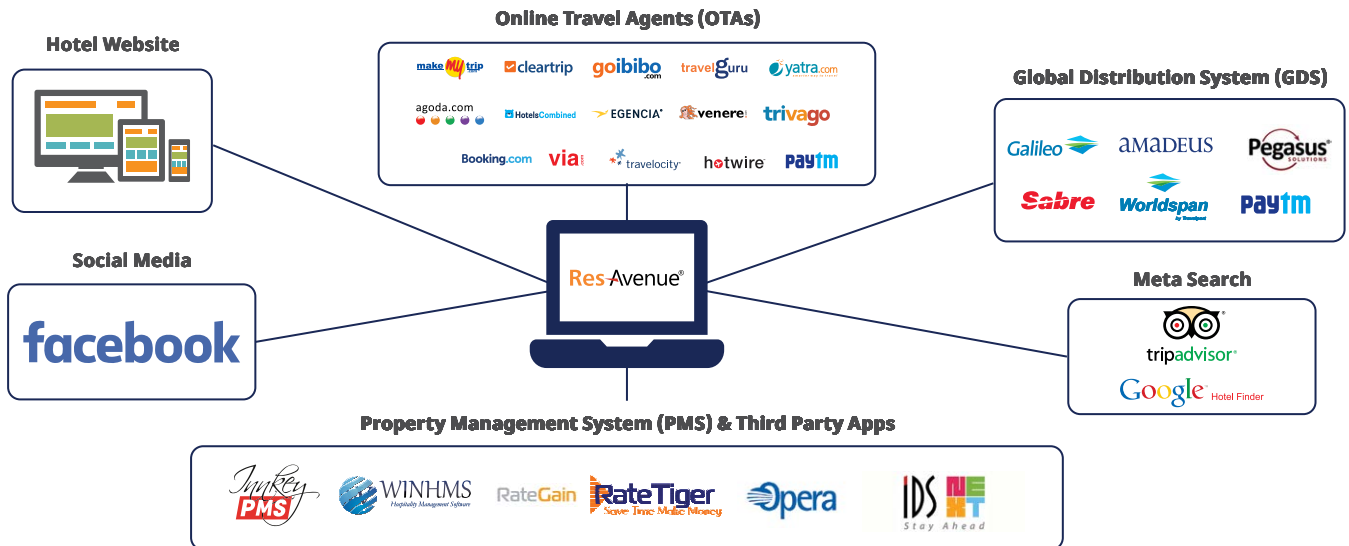 Online Travel Agents (OTAs)
Hotel Website
make my trip.com
cleartrip
goibibo.com
travelguru
yatra.com
agoda.com
HotelsCombined
EGENCIA
venere!
trivago
Booking.com
via.com
travelocity
hotwire
PAYTM
Global Distribution System (GDS)
Galileo
AMADEUS
Pegasus®
SOLUTIONS
Sabre
Worldspan
by Travelport
PAYTM
Res-Avenue®
Social Media
facebook
Meta Search
tripadvisor®
Google™ Hotel Finder
Property Management System (PMS) & Third Party Apps
Innkey
PMS
WINHMS
Hospitality Management Software
RateGain
RateTiger
Save Time Make Money
Opera
IDS NEXT
Stay Ahead